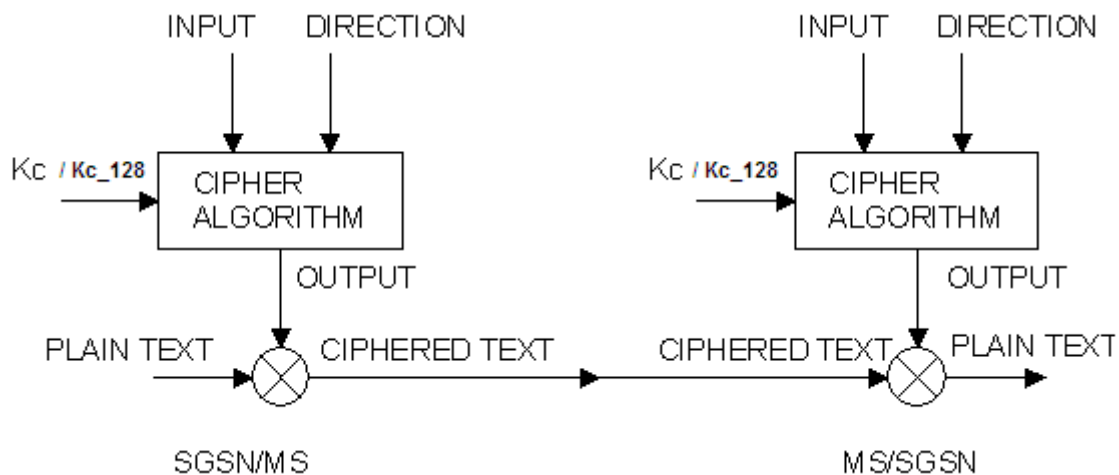 INPUT DIRECTION INPUT DIRECTION
Kc / Kc_128 Kc / Kc_128
CIPHER CIPHER
ALGORITHM ALGORITHM
OUTPUT OUTPUT
PLAIN TEXT CIPHERED TEXT CIPHERED TEXT PLAIN TEXT
SGSN/MS MS/SGSN